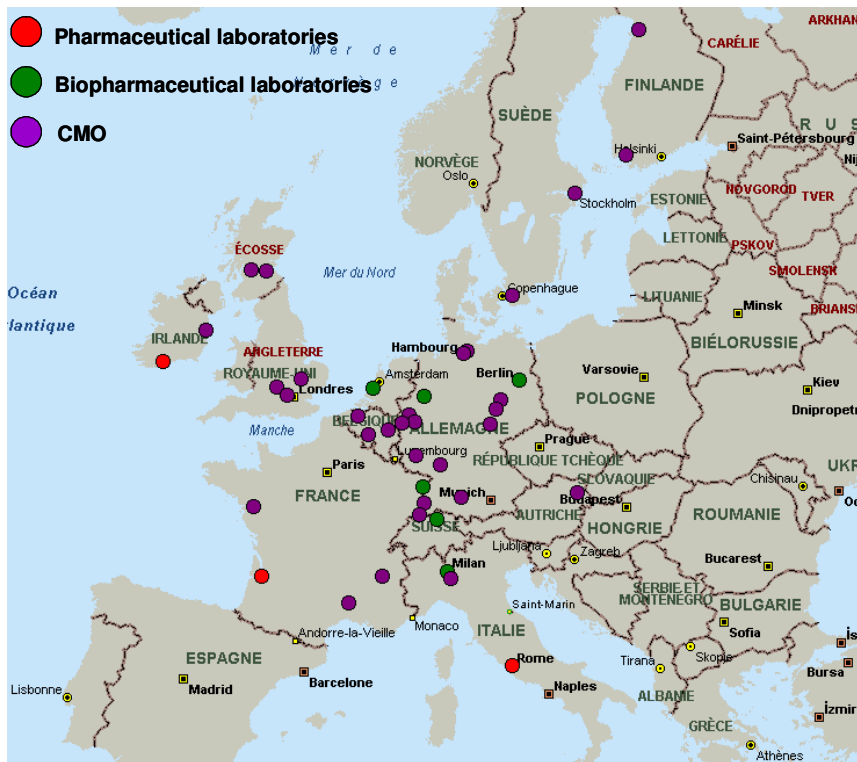 Pharmaceutical laboratories
Biopharmaceutical laboratories
CMO
Mer de
Norvège
ARKHAN
CARÉLIE
FINLANDE
SUÈDE
R U S
Saint-Pétersbourg
Nij
Helsinki
NORVÈGE
Oslo
NOVGOROD
TVER
ESTONIE
Stockholm
LETTONIE
PSKOV
ÉCOSSE
SMOLENSK
Mer du Nord
Océan
Copenhague
LITUANIE
Minsk
BRIANSK
lantique
IRLANDE
BIÉLORUSSIE
Hambourg
ANGLETERRE
ROYAUME-UNI
Amsterdam
Berlin
Varsovie
Kiev
Londres
POLOGNE
Dnipropetr
BELGIQUE
ALLEMAGNE
Manche
Prague
Luxembourg
RÉPUBLIQUE TCHÈQUE
Paris
UKR
SLOVAQUIE
Chisinau
FRANCE
Munich
Budapest
Od
AUTRICHE
ROUMANIE
SUISSE
HONGRIE
Ljubljana
Zagreb
Milan
Bucarest
SERBIE ET
MONTÉNÉGRO
Saint-Marin
BULGARIE
Monaco
Andorre-la-Vieille
ITALIE
Sofia
İs
Skopje
ESPAGNE
Rome
Tirana
Bursa
Madrid
Barcelone
Lisbonne
Naples
ALBANIE
İzmir
GRÈCE
Athènes